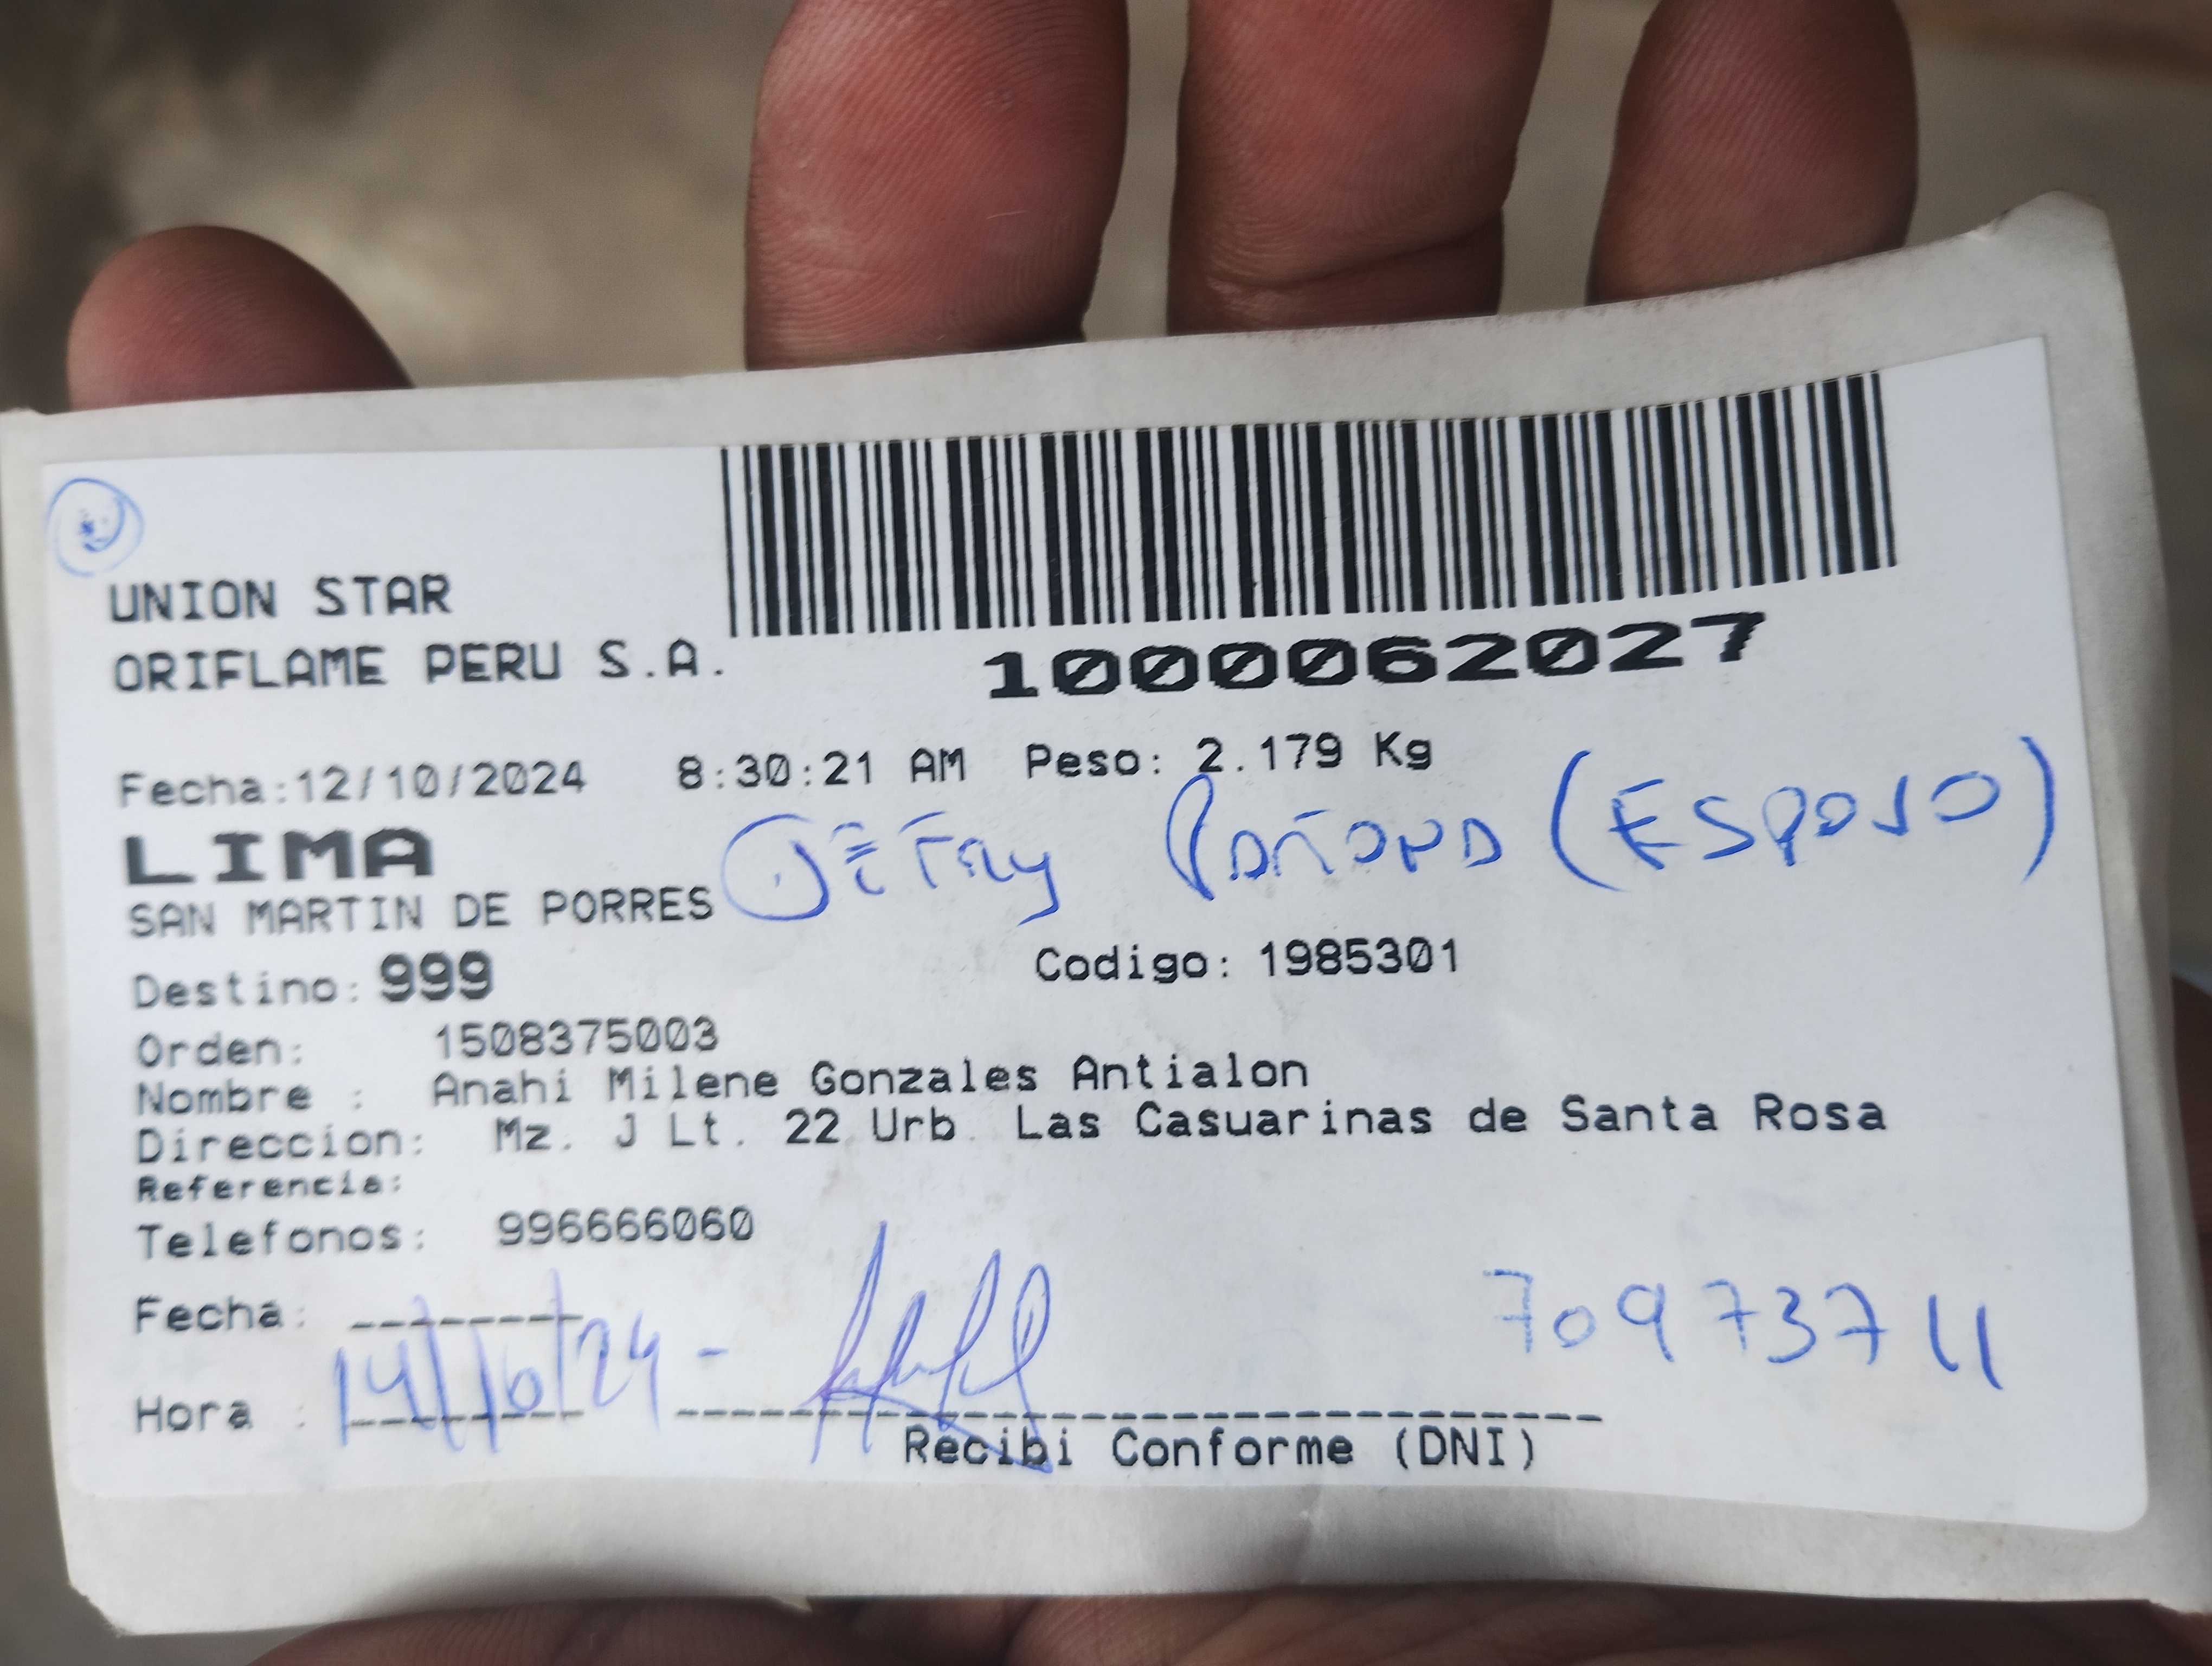 UNION STAR
ORIFLAME PERU S.A.
1000062027
Fecha:12/10/2024 8:30:21 AM Peso: 2.179 Kg
LIMA
(ESPOSO)
SAN MARTIN DE PORRES
Destino: 999 Codigo: 1985301
Orden: 1508375003
Nombre : Anahi Milene Gonzales Antialon
Direccion: Mz. J Lt. 22 Urb. Las Casuarinas de Santa Rosa
Referencia:
Telefonos: 996666060
Fecha:
70973711
14/10/24 -
Hora :
Recibi Conforme (DNI)